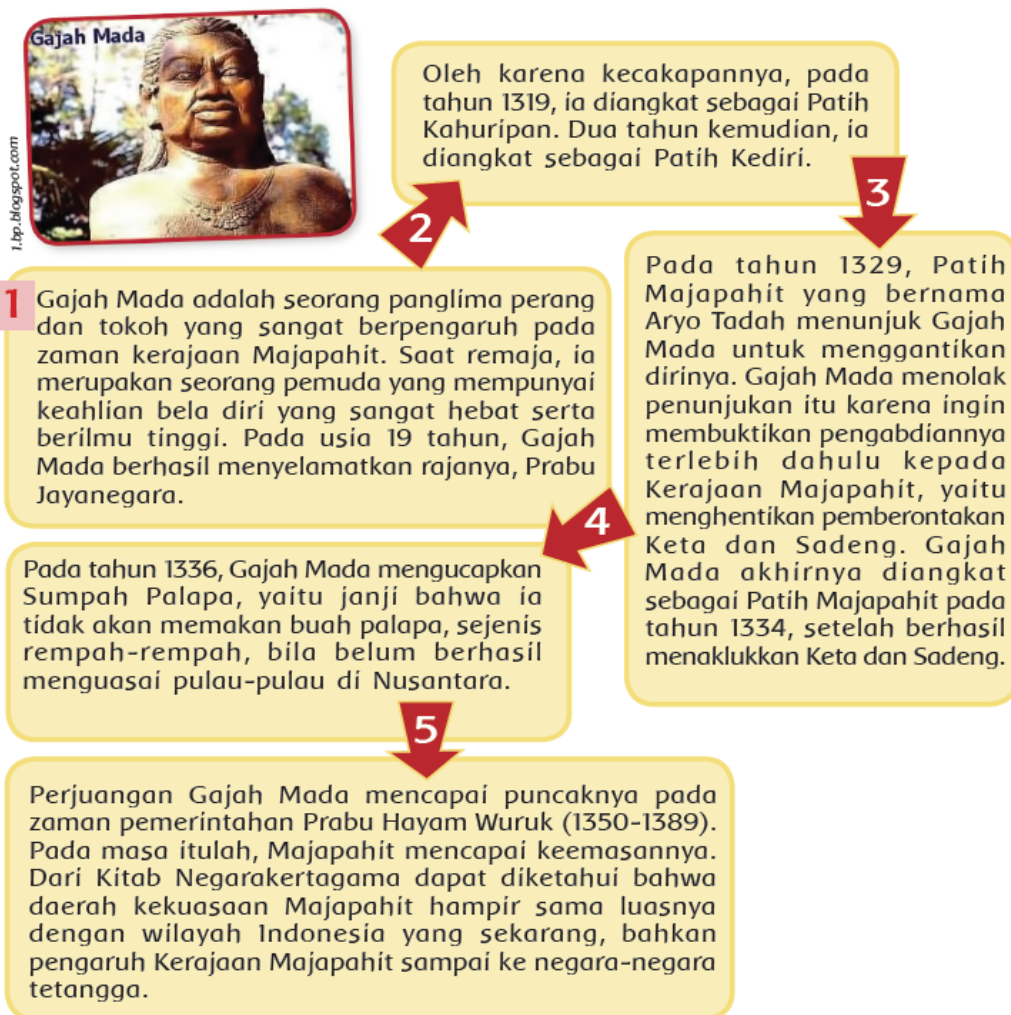 Gajah Mada
1.bp.blogspot.com
1
Gajah Mada adalah seorang panglima perang
dan tokoh yang sangat berpengaruh pada
zaman kerajaan Majapahit. Saat remaja, ia
merupakan seorang pemuda yang mempunyai
keahlian bela diri yang sangat hebat serta
berilmu tinggi. Pada usia 19 tahun, Gajah
Mada berhasil menyelamatkan rajanya, Prabu
Jayanegara.
2
Oleh karena kecakapannya, pada
tahun 1319, ia diangkat sebagai Patih
Kahuripan. Dua tahun kemudian, ia
diangkat sebagai Patih Kediri.
3
Pada tahun 1329, Patih
Majapahit yang bernama
Aryo Tadah menunjuk Gajah
Mada untuk menggantikan
dirinya. Gajah Mada menolak
penunjukan itu karena ingin
membuktikan pengabdiannya
terlebih dahulu kepada
Kerajaan Majapahit, yaitu
menghentikan pemberontakan
Keta dan Sadeng. Gajah
Mada akhirnya diangkat
sebagai Patih Majapahit pada
tahun 1334, setelah berhasil
menaklukkan Keta dan Sadeng.
4
Pada tahun 1336, Gajah Mada mengucapkan
Sumpah Palapa, yaitu janji bahwa ia
tidak akan memakan buah palapa, sejenis
rempah-rempah, bila belum berhasil
menguasai pulau-pulau di Nusantara.
5
Perjuangan Gajah Mada mencapai puncaknya pada
zaman pemerintahan Prabu Hayam Wuruk (1350-1389).
Pada masa itulah, Majapahit mencapai keemasannya.
Dari Kitab Negarakertagama dapat diketahui bahwa
daerah kekuasaan Majapahit hampir sama luasnya
dengan wilayah Indonesia yang sekarang, bahkan
pengaruh Kerajaan Majapahit sampai ke negara-negara
tetangga.